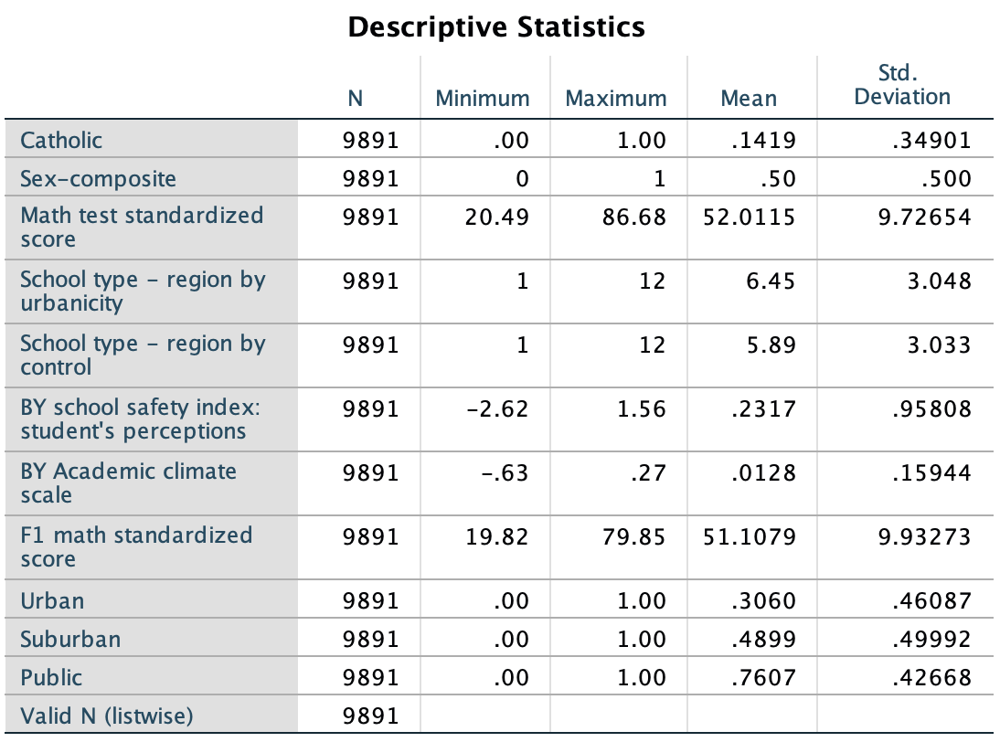 Descriptive Statistics
N Minimum Maximum Mean Std. Deviation
Catholic 9891 .00 1.00 .1419 .34901
Sex-composite 9891 0 1 .50 .500
Math test standardized score 9891 20.49 86.68 52.0115 9.72654
School type – region by urbanicity 9891 1 12 6.45 3.048
School type – region by control 9891 1 12 5.89 3.033
BY school safety index: student's perceptions 9891 -2.62 1.56 .2317 .95808
BY Academic climate scale 9891 -.63 .27 .0128 .15944
F1 math standardized score 9891 19.82 79.85 51.1079 9.93273
Urban 9891 .00 1.00 .3060 .46087
Suburban 9891 .00 1.00 .4899 .49992
Public 9891 .00 1.00 .7607 .42668
Valid N (listwise) 9891